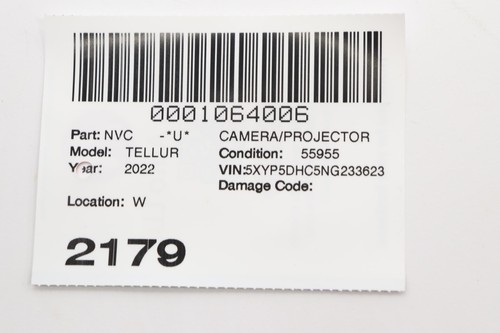 0001064006
Part: NVC -*U* CAMERA/PROJECTOR
Model: TELLUR Condition: 55955
Year: 2022 VIN:5XYP5DHC5NG233623
Damage Code:
Location: W
2179